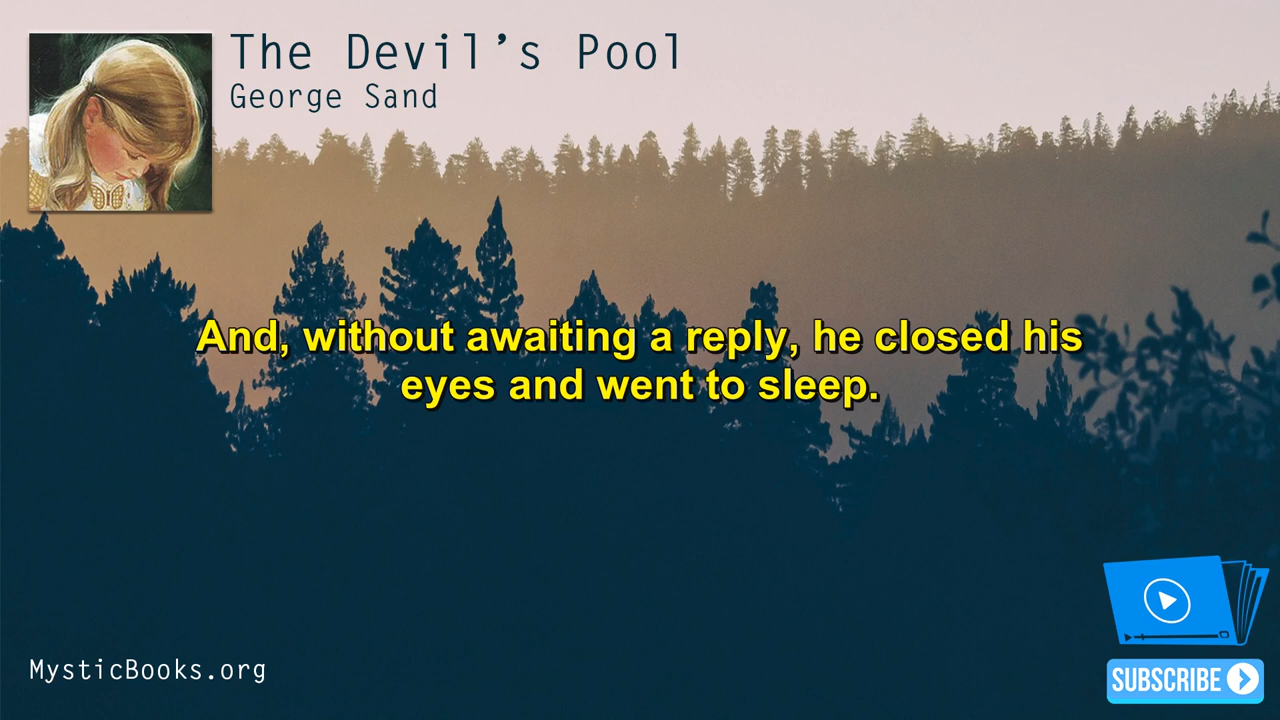 The Devil's Pool
George Sand
And, without awaiting a reply, he closed his
eyes and went to sleep.
MysticBooks.org
SUBSCRIBE